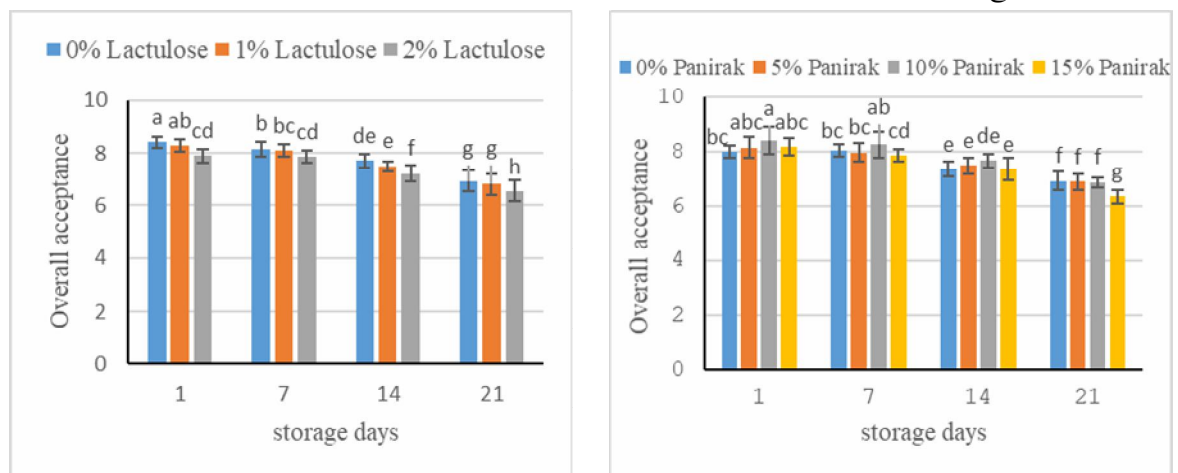 0% Lactulose 1% Lactulose 2% Lactulose
10
8
6
4
2
0
Overall acceptance
a ab cd b bc cd de e f g g h
1 7 14 21
storage days
0% Panirak 5% Panirak 10% Panirak 15% Panirak
10
8
6
4
2
0
Overall acceptance
bc abc a abc bc bc ab cd e e de e f f f g
1 7 14 21
storage days